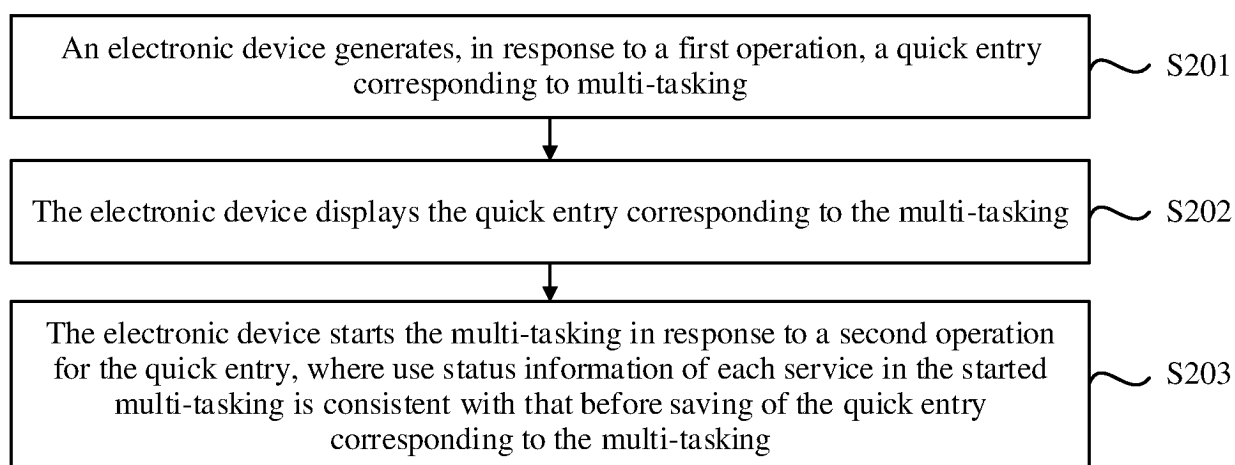 An electronic device generates, in response to a first operation, a quick entry
corresponding to multi-tasking
S201
The electronic device displays the quick entry corresponding to the multi-tasking
S202
The electronic device starts the multi-tasking in response to a second operation
for the quick entry, where use status information of each service in the started
multi-tasking is consistent with that before saving of the quick entry
corresponding to the multi-tasking
S203